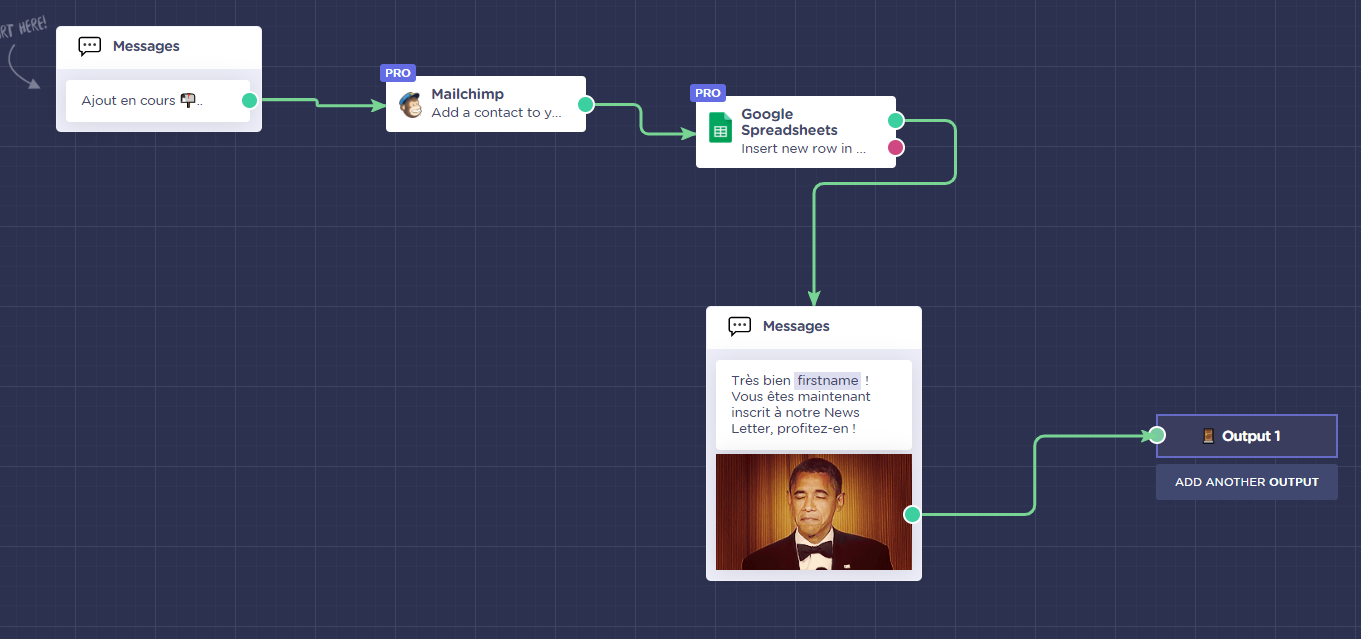 RT HERE!
Messages
Ajout en cours 📬..
PRO
Mailchimp
Add a contact to y...
PRO
Google
Spreadsheets
Insert new row in ...
Messages
Très bien firstname !
Vous êtes maintenant
inscrit à notre News
Letter, profitez-en !
Output 1
ADD ANOTHER OUTPUT